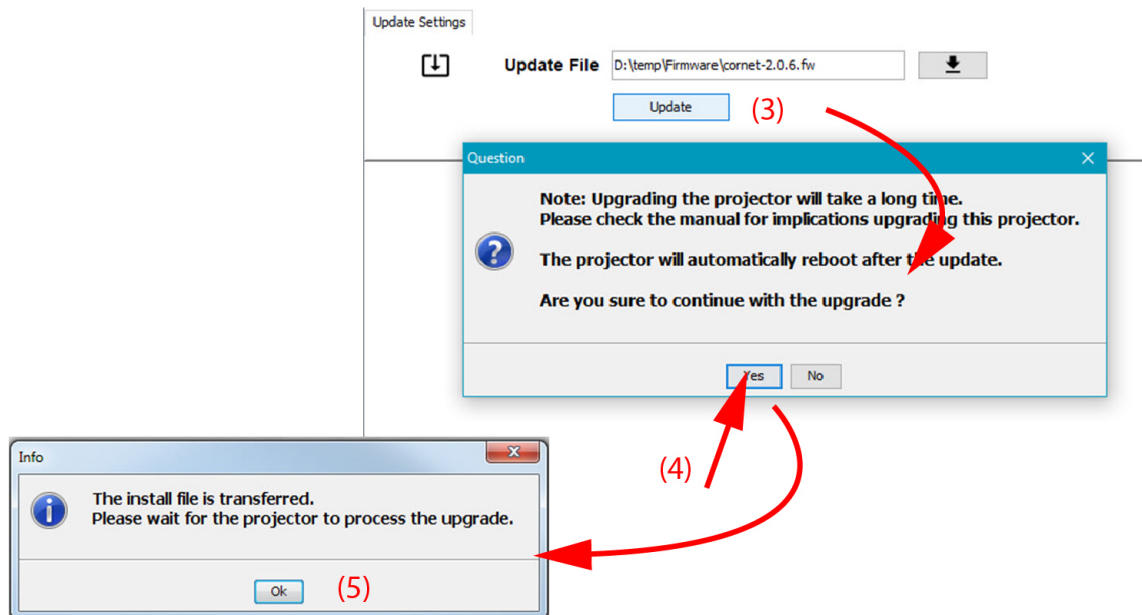 Update Settings
Update File D:\temp\Firmware\cornet-2.0.6.fw
Update (3)
Question
Note: Upgrading the projector will take a long time.
Please check the manual for implications upgrading this projector.
The projector will automatically reboot after the update.
Are you sure to continue with the upgrade ?
Yes No
(4)
Info
The install file is transferred.
Please wait for the projector to process the upgrade.
Ok (5)